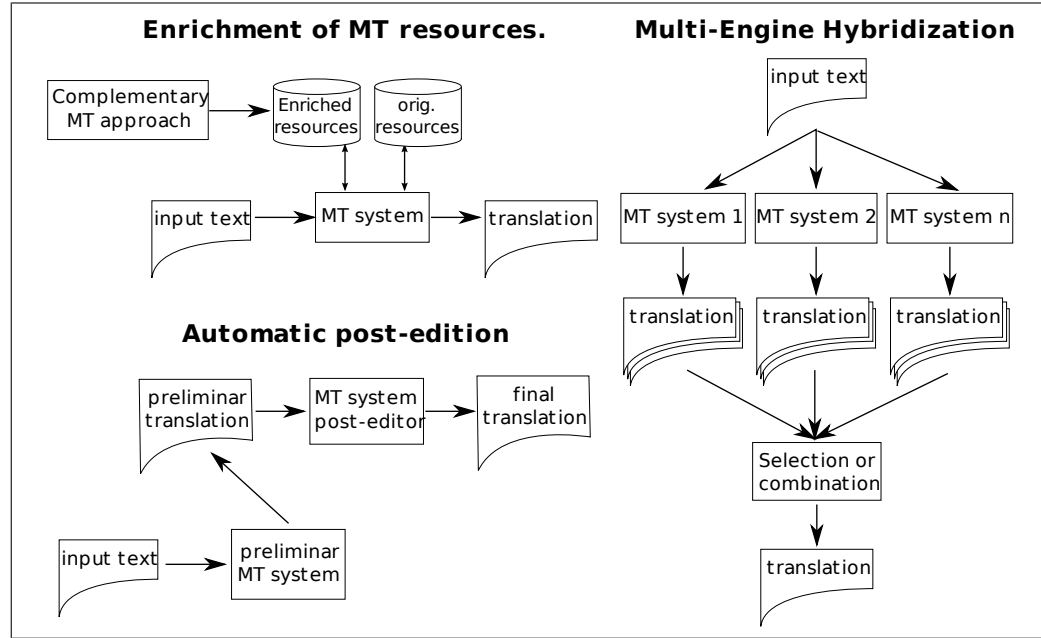 Enrichment of MT resources.
Complementary
MT approach
Enriched
resources
orig.
resources
input text
MT system
translation
Automatic post-edition
preliminar
translation
MT system
post-editor
final
translation
input text
preliminar
MT system
Multi-Engine Hybridization
input text
MT system 1
MT system 2
MT system n
translation
translation
translation
Selection or
combination
translation